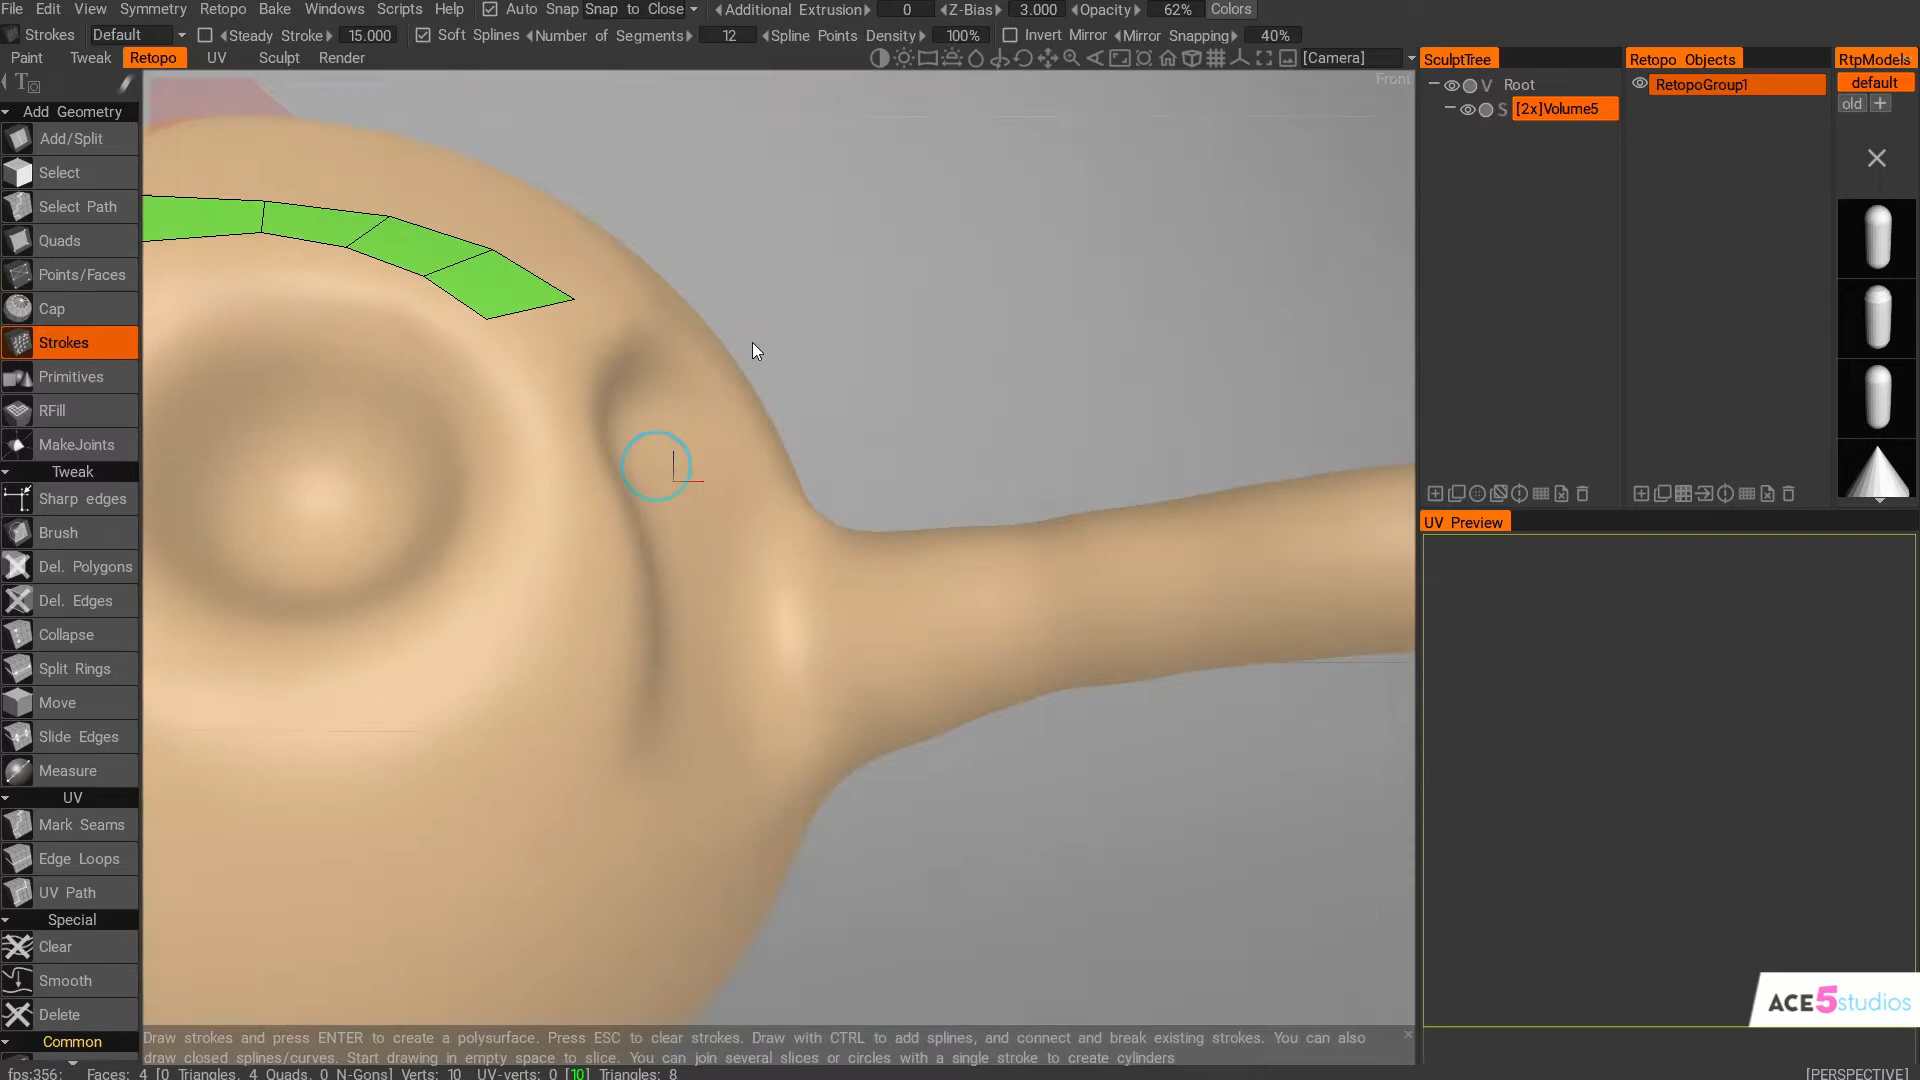 File Edit View Symmetry Retopo Bake Windows Scripts Help Auto Snap Snap to Close Additional Extrusion 0 Z-Bias 3.000 Opacity 62% Colors
Strokes Default Steady Stroke 15.000 Soft Splines Number of Segments 12 Spline Points Density 100% Invert Mirror Mirror Snapping 40%
Paint Tweak Retopo UV Sculpt Render [Camera]
Front
Add Geometry
Add/Split
Select
Select Path
Quads
Points/Faces
Cap
Strokes
Primitives
RFill
MakeJoints
Tweak
Sharp edges
Brush
Del. Polygons
Del. Edges
Collapse
Split Rings
Move
Slide Edges
Measure
UV
Mark Seams
Edge Loops
UV Path
Special
Clear
Smooth
Delete
Common
SculptTree
V Root
S [2x]Volume5
Retopo Objects
RetopoGroup1
RtpModels
default
old +
UV Preview
ACE5studios
Draw strokes and press ENTER to create a polysurface. Press ESC to clear strokes. Draw with CTRL to add splines, and connect and break existing strokes. You can also
draw closed splines/curves. Start drawing in empty space to slice. You can join several slices or circles with a single stroke to create cylinders
fps:356; Faces: 4 [0 Triangles, 4 Quads, 0 N-Gons] Verts: 10 UV-verts: 0 [10] Triangles: 8 [PERSPECTIVE]